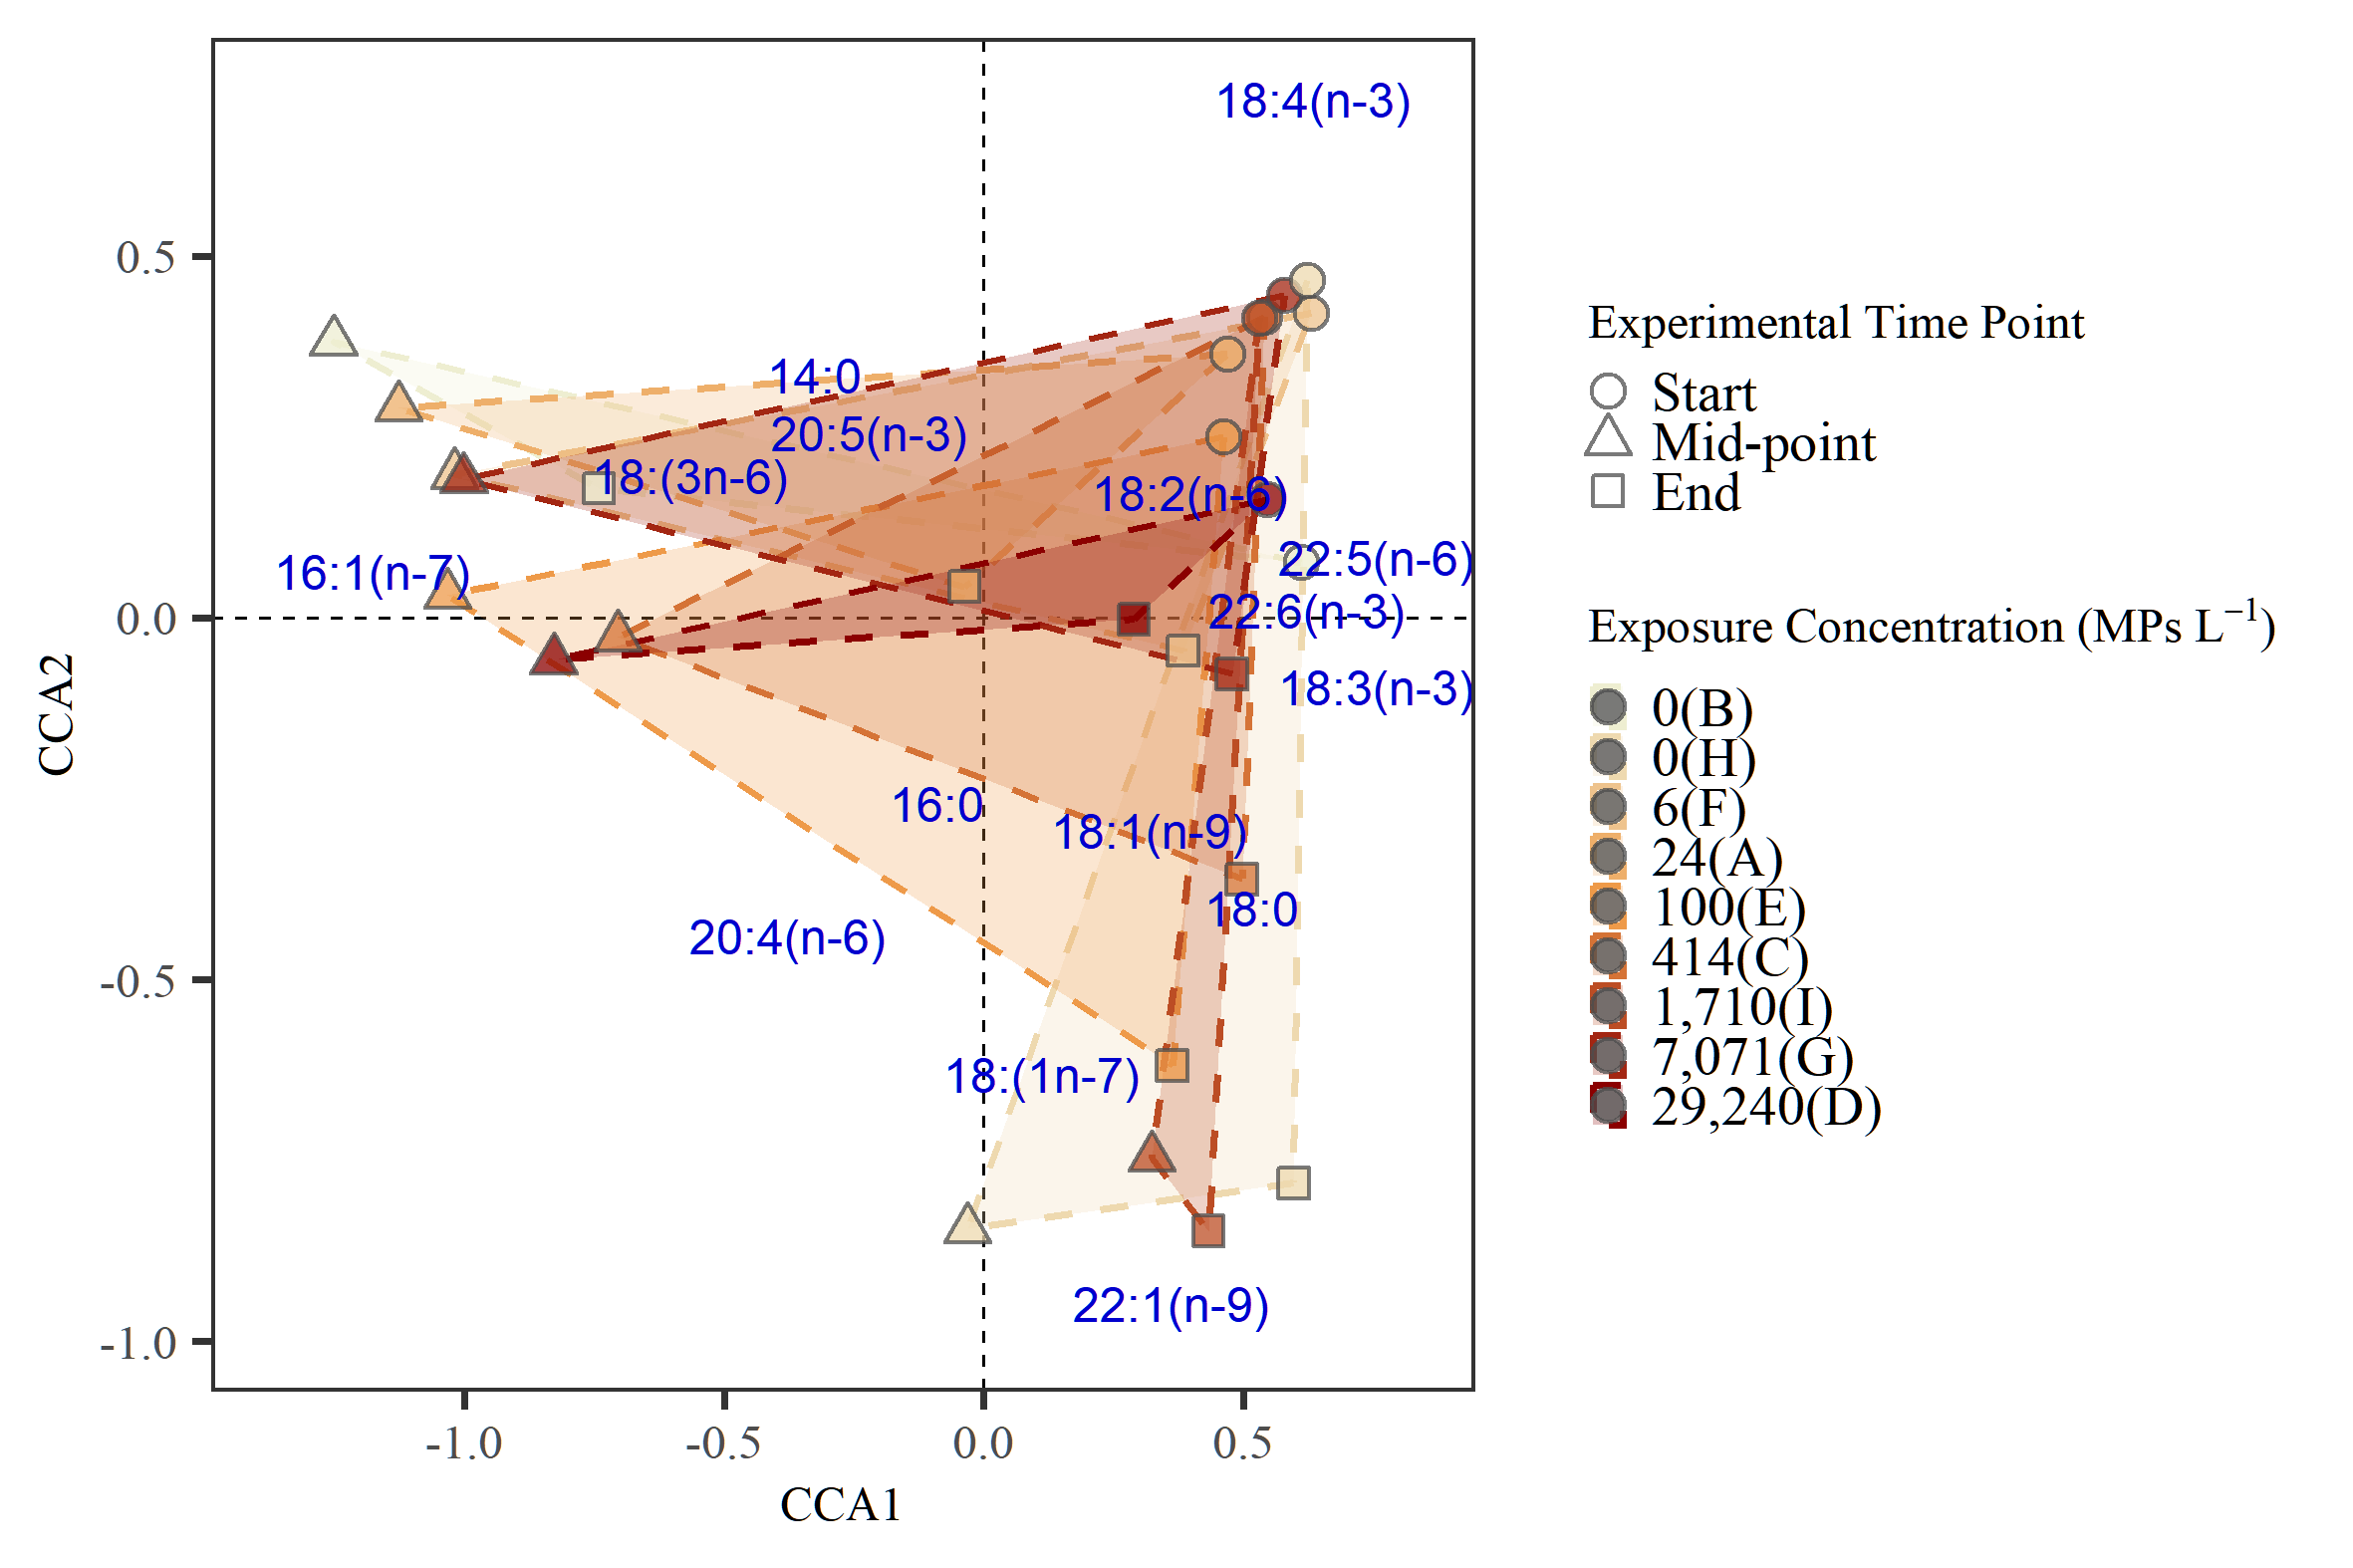 18:4(n-3)
0.5
14:0
20:5(n-3)
18:(3n-6)
18:2(n-6)
16:1(n-7)
22:5(n-6)
0.0
22:6(n-3)
18:3(n-3)
16:0
18:1(n-9)
18:0
20:4(n-6)
-0.5
18:(1n-7)
22:1(n-9)
-1.0
CCA2
-1.0 -0.5 0.0 0.5
CCA1
Experimental Time Point
Start
Mid-point
End
Exposure Concentration (MPs L⁻¹)
0(B)
0(H)
6(F)
24(A)
100(E)
414(C)
1,710(I)
7,071(G)
29,240(D)